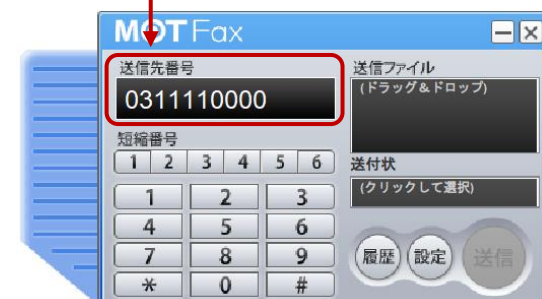 MOT Fax
送信先番号
0311110000
短縮番号
1 2 3 4 5 6
1 2 3
4 5 6
7 8 9
* 0 #
送信ファイル
(ドラッグ&ドロップ)
送付状
(クリックして選択)
履歴 設定 送信